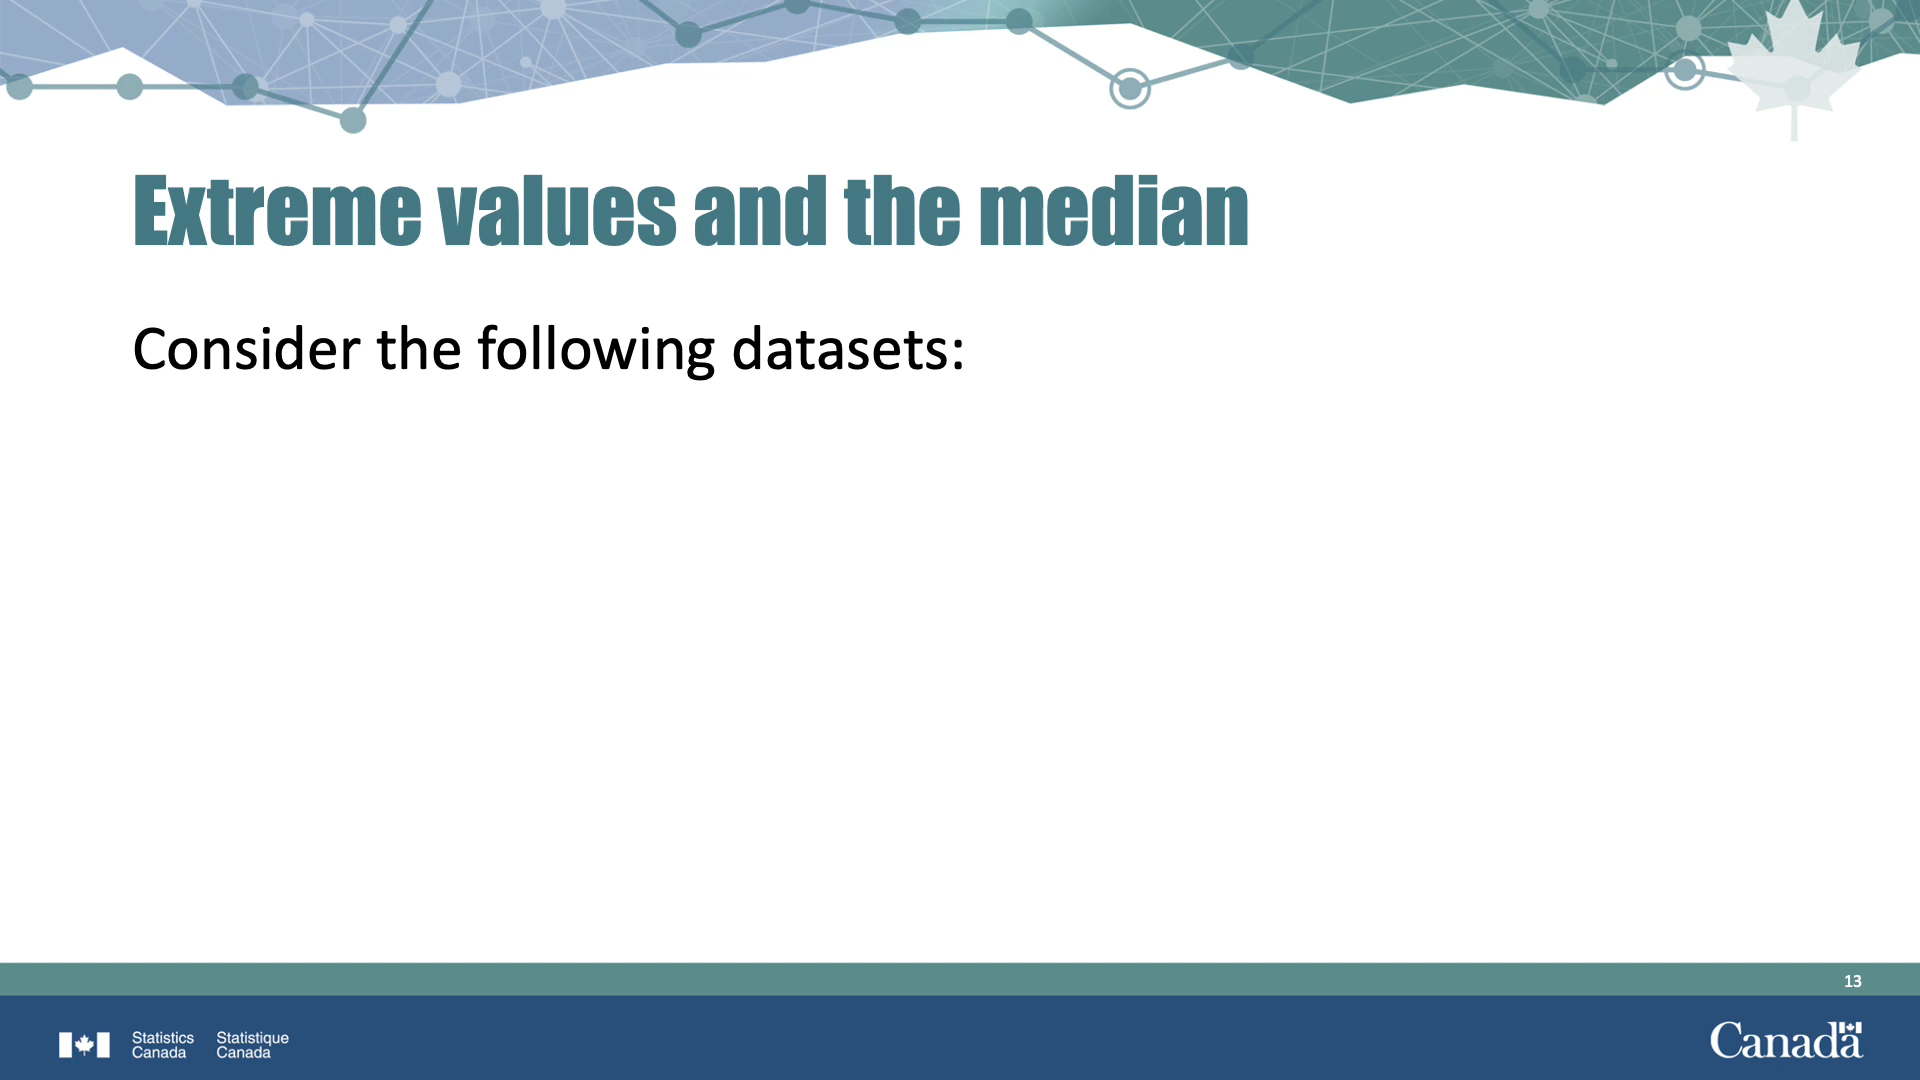 Extreme values and the median
Consider the following datasets:
13
Statistics Canada
Statistique Canada
Canada